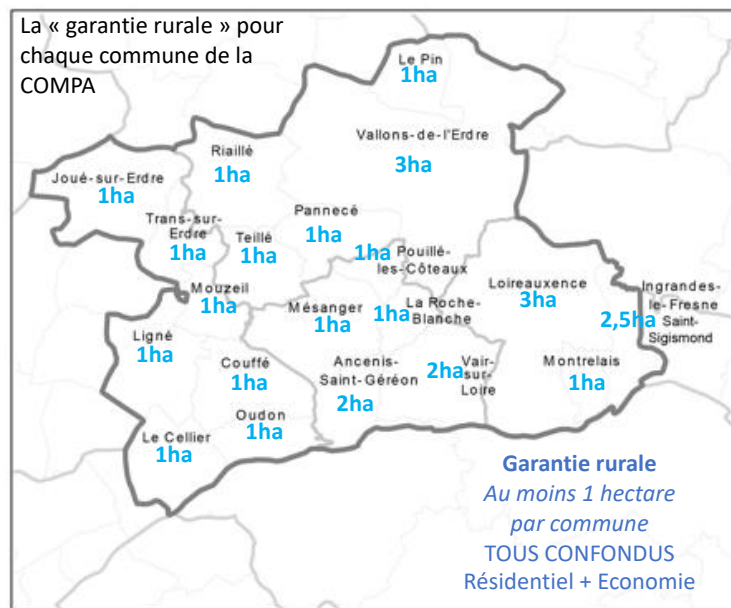 La « garantie rurale » pour
chaque commune de la
COMPA
Le Pin
1ha
Vallons-de-l'Erdre
3ha
Riaillé
1ha
Joué-sur-Erdre
1ha
Trans-sur-
Erdre
1ha
Teillé
1ha
Pannecé
1ha
1ha
Pouillé-
les-Côteaux
Mouzeil
1ha
Mésanger
1ha
1ha
La Roche-
Blanche
Loireauxence
3ha
Ingrandes-
le-Fresne
2,5ha
Saint-
Sigismond
Ligné
1ha
Couffé
1ha
Ancenis-
Saint-Géréon
2ha
2ha
Vair-
sur-
Loire
Montrelais
1ha
Oudon
1ha
Le Cellier
1ha
Garantie rurale
Au moins 1 hectare
par commune
TOUS CONFONDUS
Résidentiel + Economie